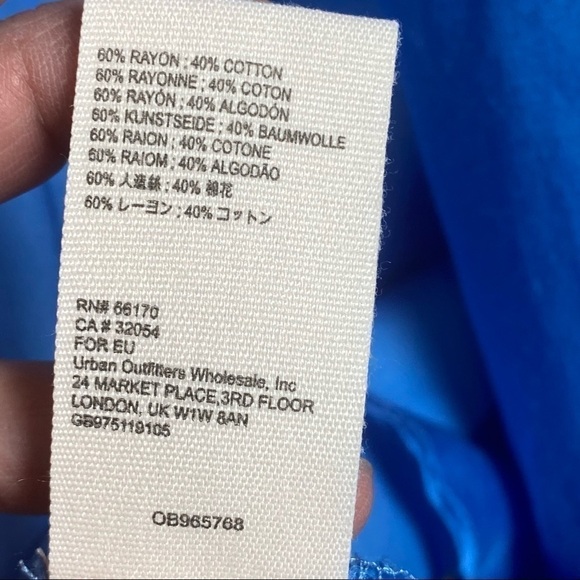 60% RAYON ; 40% COTTON
60% RAYONNE ; 40% COTON
60% RAYÓN ; 40% ALGODÓN
60% KUNSTSEIDE ; 40% BAUMWOLLE
60% RAION ; 40% COTONE
60% RAIOM ; 40% ALGODÃO
60% 人造絲 ; 40% 綿花
60% レーヨン ; 40% コットン
RN# 66170
CA # 32054
FOR EU
Urban Outfitters Wholesale, Inc
24 MARKET PLACE,3RD FLOOR
LONDON, UK W1W 8AN
GB975119105
OB965768